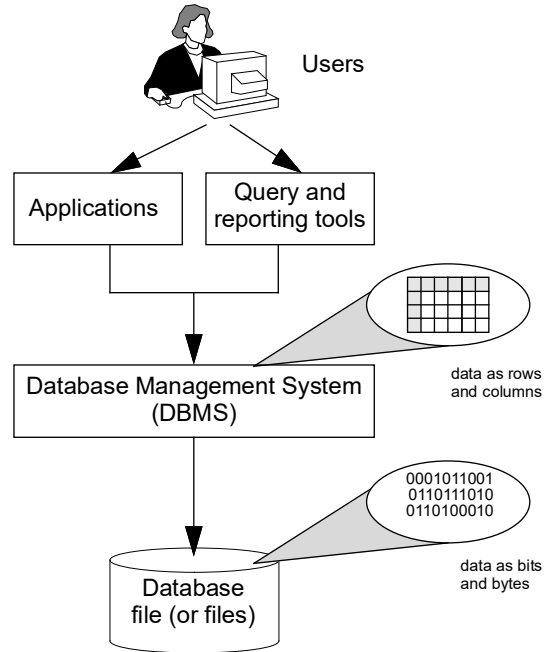 Users
Applications
Query and
reporting tools
data as rows
and columns
Database Management System
(DBMS)
0001011001
0110111010
0110100010
data as bits
and bytes
Database
file (or files)